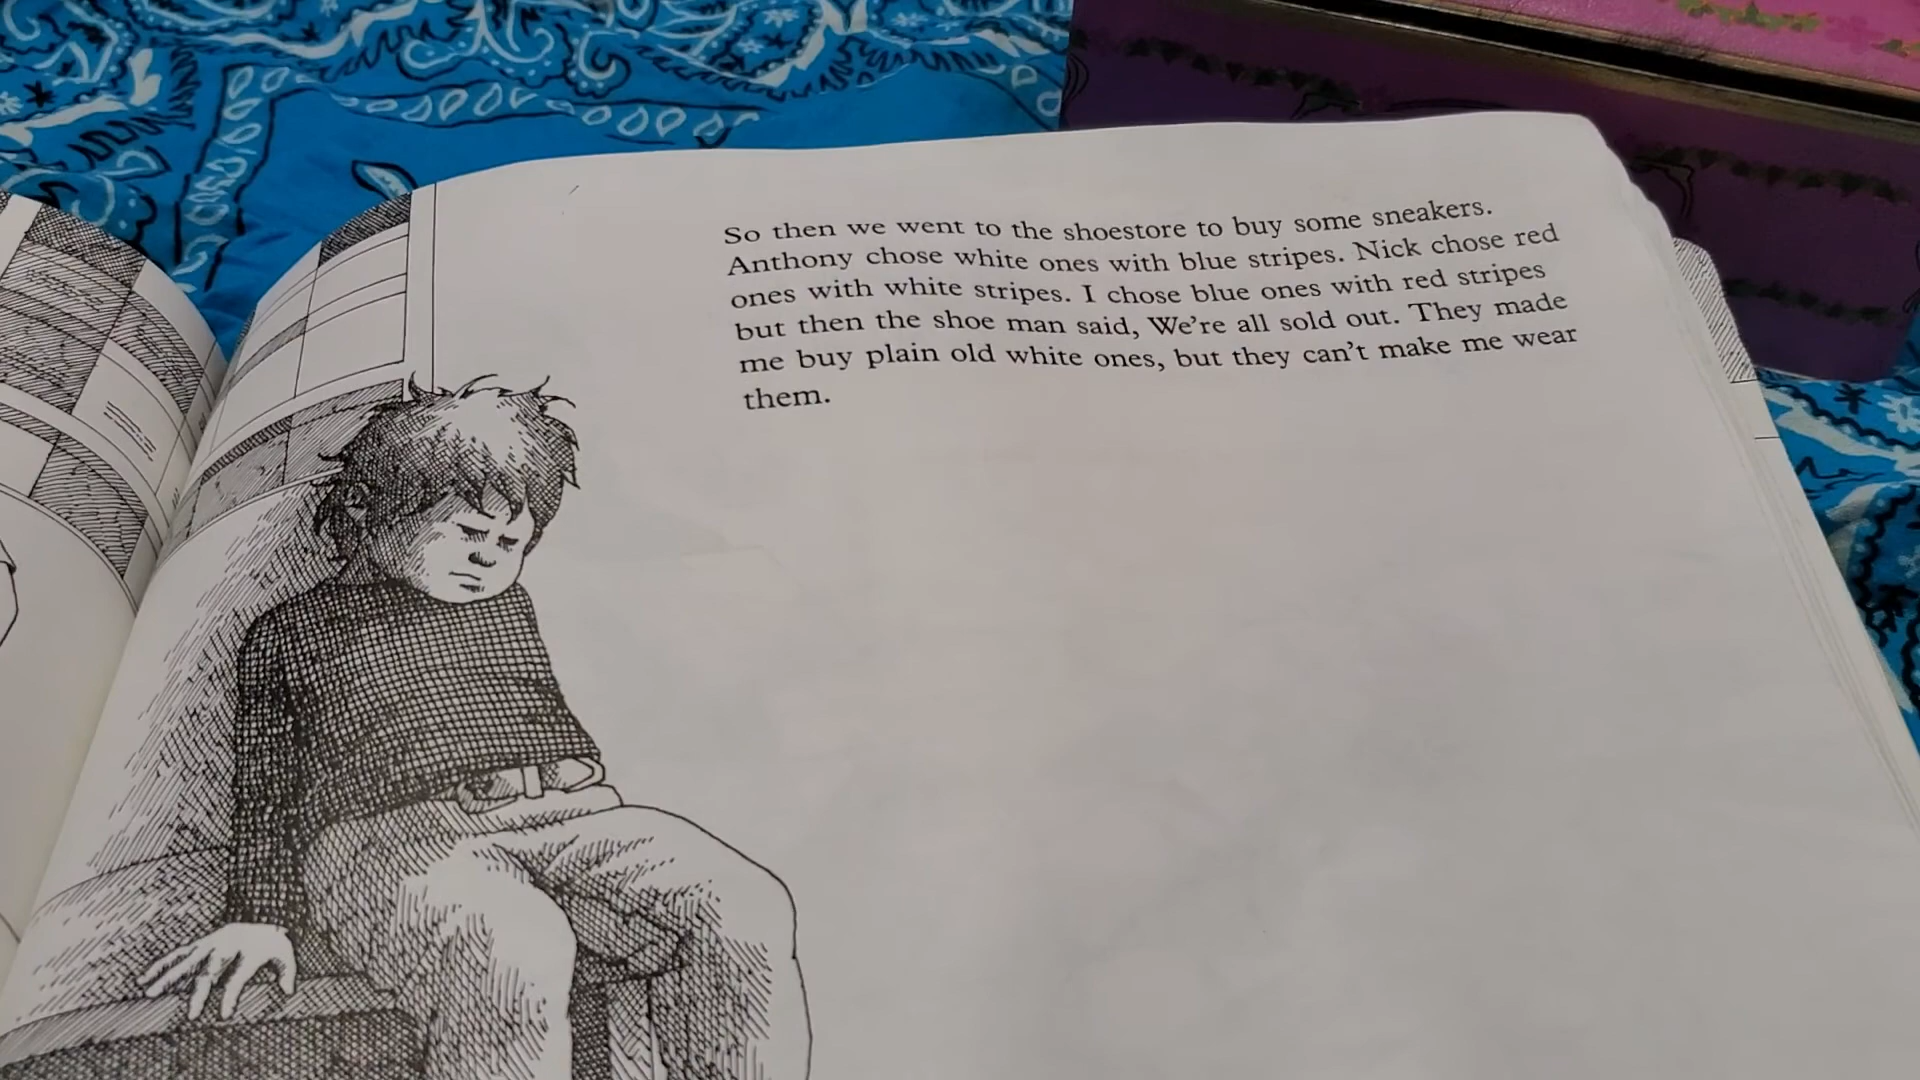 So then we went to the shoestore to buy some sneakers.
Anthony chose white ones with blue stripes. Nick chose red
ones with white stripes. I chose blue ones with red stripes
but then the shoe man said, We're all sold out. They made
me buy plain old white ones, but they can't make me wear
them.